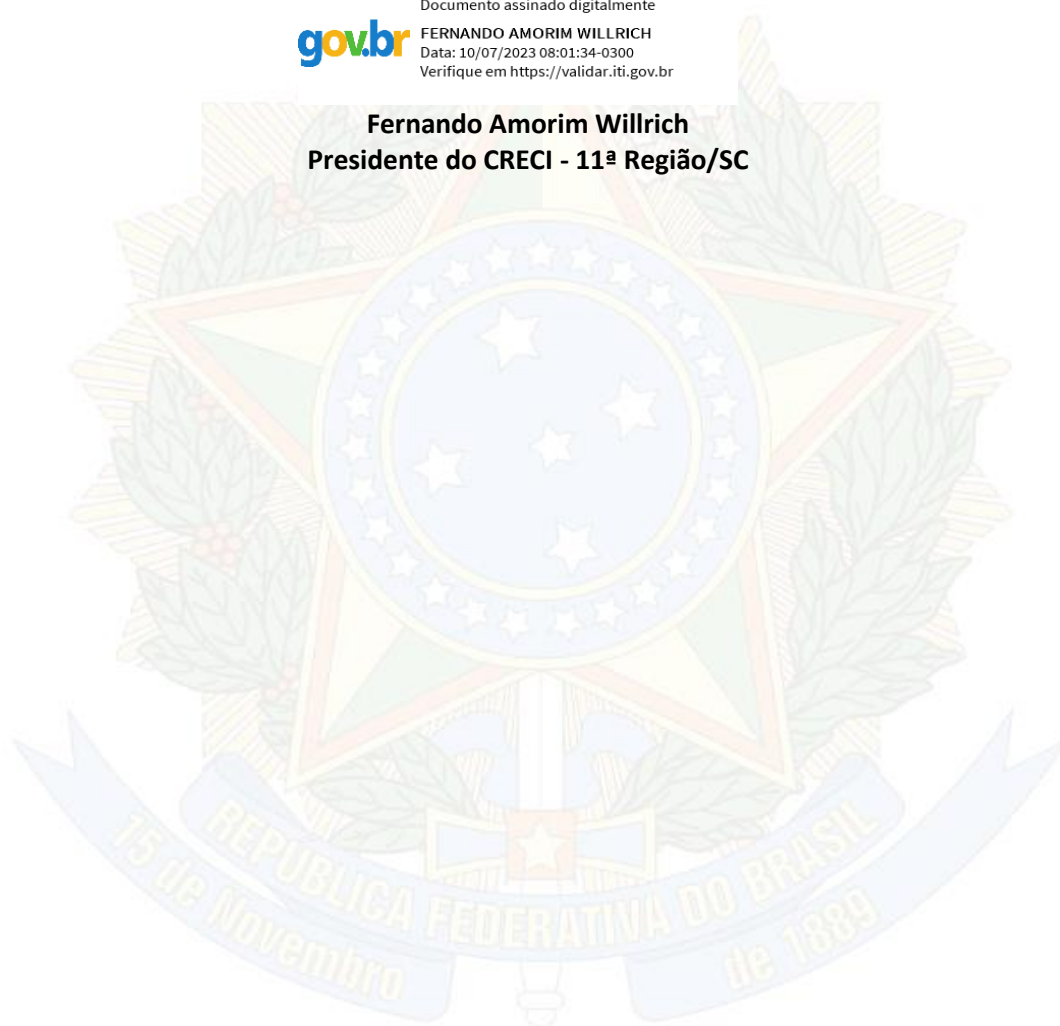 Documento assinado digitalmente
gov.br
FERNANDO AMORIM WILLRICH
Data: 10/07/2023 08:01:34-0300
Verifique em https://validar.iti.gov.br
Fernando Amorim Willrich
Presidente do CRECI - 11ª Região/SC
REPÚBLICA FEDERATIVA DO BRASIL
15 de Novembro
de 1889